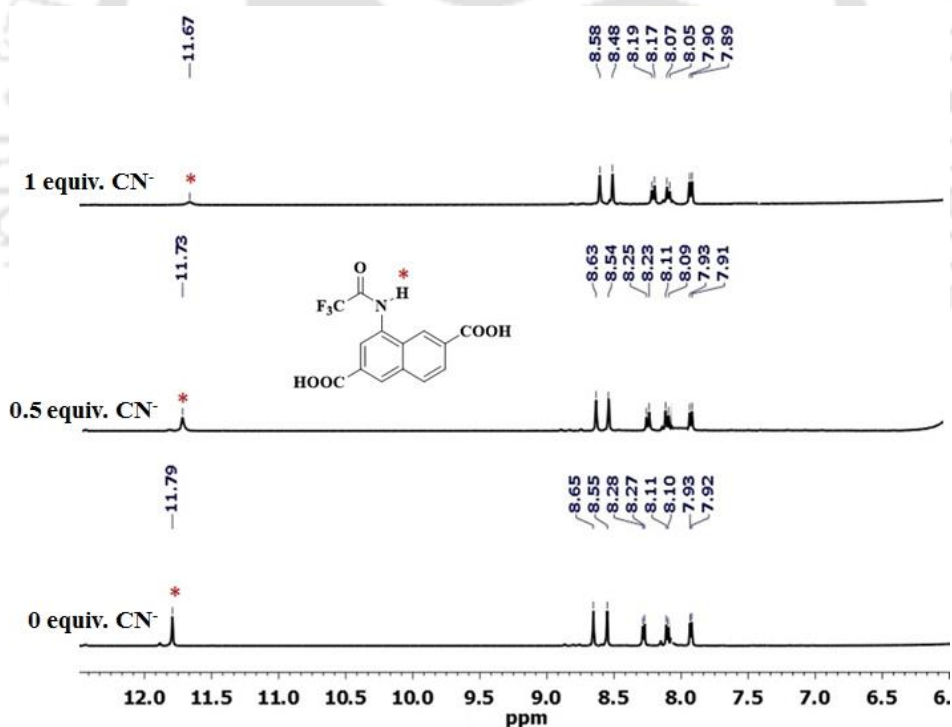 11.67
8.58 8.48 8.19 8.17 8.07 8.05 7.90 7.89
1 equiv. CN- *
11.73
8.63 8.54 8.25 8.23 8.11 8.09 7.93 7.91
O *
F3C N H
COOH
HOOC
0.5 equiv. CN- *
11.79
8.65 8.55 8.28 8.27 8.11 8.10 7.93 7.92
0 equiv. CN- *
12.0 11.5 11.0 10.5 10.0 9.5 9.0 8.5 8.0 7.5 7.0 6.5 6.
ppm